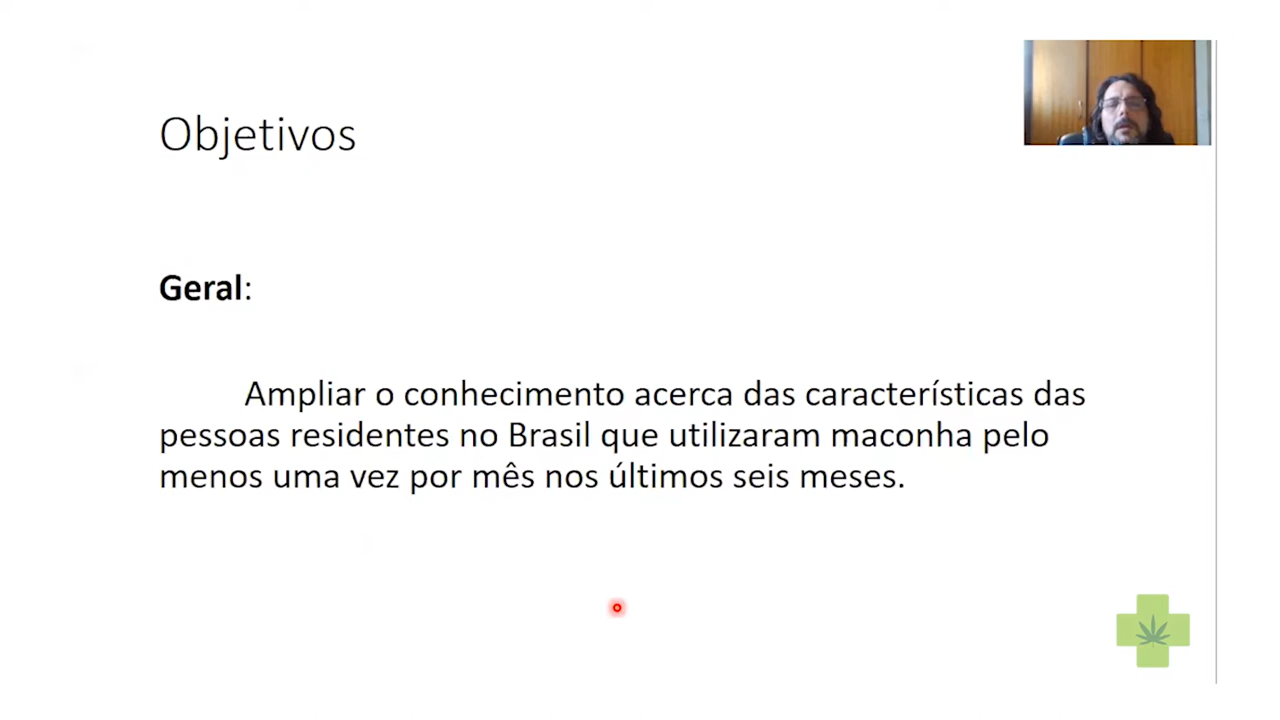 Objetivos
Geral:
Ampliar o conhecimento acerca das características das
pessoas residentes no Brasil que utilizaram maconha pelo
menos uma vez por mês nos últimos seis meses.